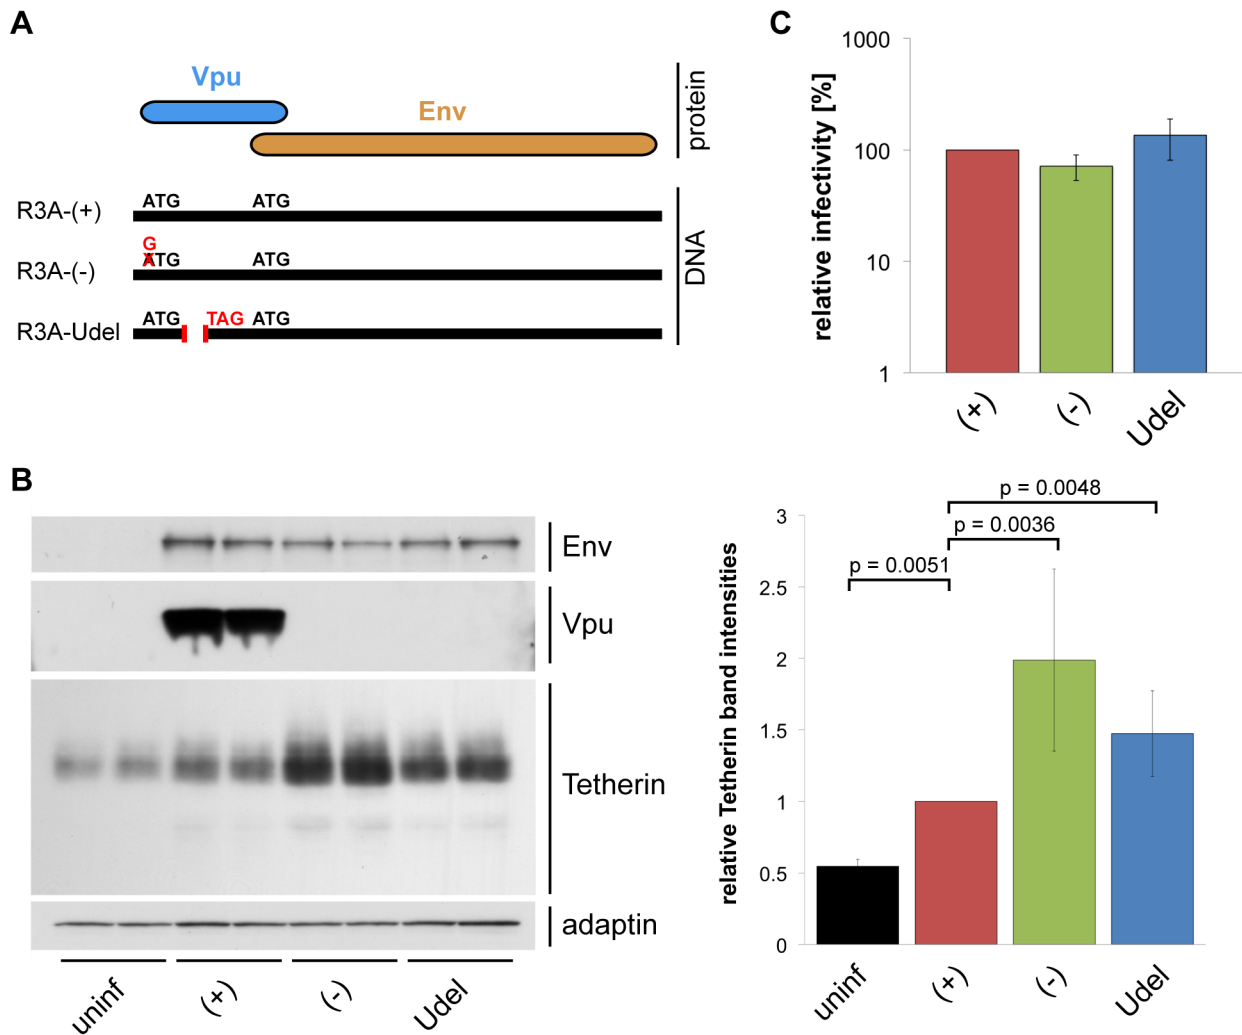 A
Vpu
Env
protein
R3A-(+)
ATG ATG
G
R3A-(-)
ATG ATG
R3A-Udel
ATG TAG ATG
DNA
C
relative infectivity [%]
1000
100
10
1
(+)
(-)
Udel
B
Env
Vpu
Tetherin
adaptin
uninf
(+)
(-)
Udel
relative Tetherin band intensities
p = 0.0048
p = 0.0036
p = 0.0051
3
2.5
2
1.5
1
0.5
0
uninf
(+)
(-)
Udel